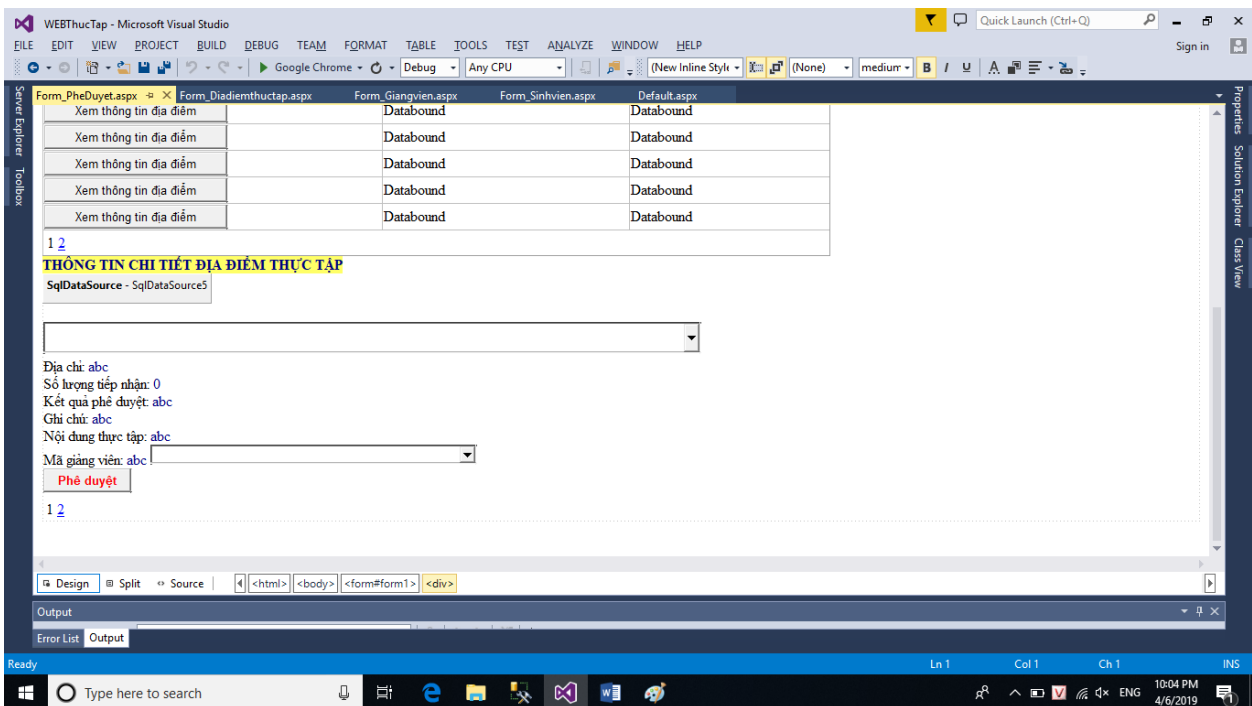 WEBThucTap - Microsoft Visual Studio
Quick Launch (Ctrl+Q)
FILE EDIT VIEW PROJECT BUILD DEBUG TEAM FORMAT TABLE TOOLS TEST ANALYZE WINDOW HELP
Sign in
Google Chrome Debug Any CPU (New Inline Style (None) medium B I U A
Form_PheDuyet.aspx Form_Diadiemthuctap.aspx Form_Giangvien.aspx Form_Sinhvien.aspx Default.aspx
Server Explorer
Toolbox
Properties
Solution Explorer
Class View
Xem thông tin địa điểm Databound Databound
Xem thông tin địa điểm Databound Databound
Xem thông tin địa điểm Databound Databound
Xem thông tin địa điểm Databound Databound
Xem thông tin địa điểm Databound Databound
1 2
THÔNG TIN CHI TIẾT ĐỊA ĐIỂM THỰC TẬP
SqlDataSource - SqlDataSource5
Địa chỉ: abc
Số lượng tiếp nhận: 0
Kết quả phê duyệt: abc
Ghi chú: abc
Nội dung thực tập: abc
Mã giảng viên: abc
Phê duyệt
1 2
Design Split Source <html> <body> <form#form1> <div>
Output
Error List Output
Ready Ln 1 Col 1 Ch 1 INS
Type here to search
V ENG 10:04 PM
4/6/2019